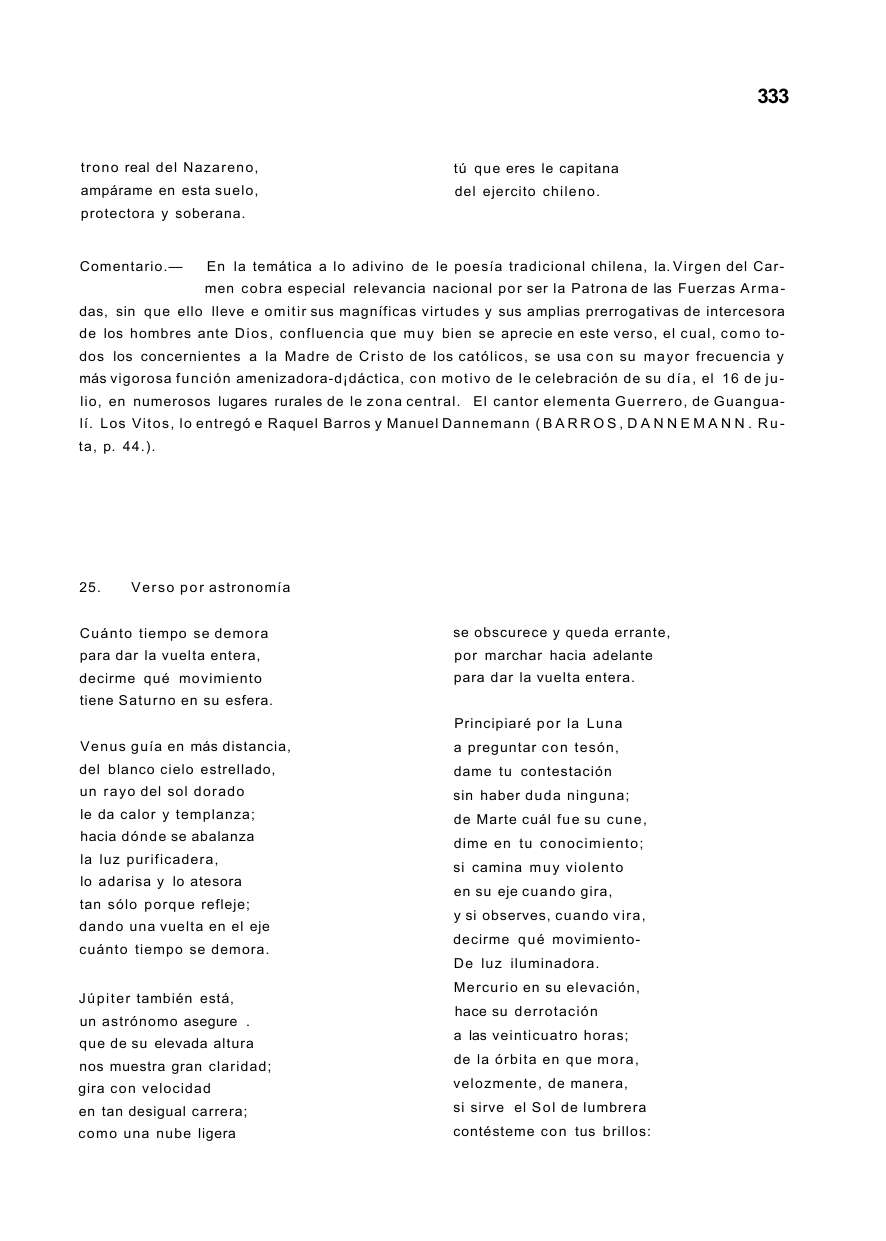 333
trono real del Nazareno,
ampárame en esta suelo,
protectora y soberana.
tú que eres le capitana
del ejercito chileno.
Comentario.— En la temática a lo adivino de le poesía tradicional chilena, la. Virgen del Car-
men cobra especial relevancia nacional por ser la Patrona de las Fuerzas Arma-
das, sin que ello lleve e omitir sus magníficas virtudes y sus amplias prerrogativas de intercesora
de los hombres ante Dios, confluencia que muy bien se aprecie en este verso, el cual, como to-
dos los concernientes a la Madre de Cristo de los católicos, se usa con su mayor frecuencia y
más vigorosa función amenizadora-d¡dáctica, con motivo de le celebración de su día, el 16 de ju-
lio, en numerosos lugares rurales de le zona central. El cantor elementa Guerrero, de Guangua-
lí. Los Vitos, lo entregó e Raquel Barros y Manuel Dannemann (BARROS, DANNEMANN. Ru-
ta, p. 44.).
25. Verso por astronomía
Cuánto tiempo se demora
para dar la vuelta entera,
decirme qué movimiento
tiene Saturno en su esfera.
Venus guía en más distancia,
del blanco cielo estrellado,
un rayo del sol dorado
le da calor y templanza;
hacia dónde se abalanza
la luz purificadera,
lo adarisa y lo atesora
tan sólo porque refleje;
dando una vuelta en el eje
cuánto tiempo se demora.
Júpiter también está,
un astrónomo asegure .
que de su elevada altura
nos muestra gran claridad;
gira con velocidad
en tan desigual carrera;
como una nube ligera
se obscurece y queda errante,
por marchar hacia adelante
para dar la vuelta entera.
Principiaré por la Luna
a preguntar con tesón,
dame tu contestación
sin haber duda ninguna;
de Marte cuál fue su cune,
dime en tu conocimiento;
si camina muy violento
en su eje cuando gira,
y si observes, cuando vira,
decirme qué movimiento-
De luz iluminadora.
Mercurio en su elevación,
hace su derrotación
a las veinticuatro horas;
de la órbita en que mora,
velozmente, de manera,
si sirve el Sol de lumbrera
contésteme con tus brillos: